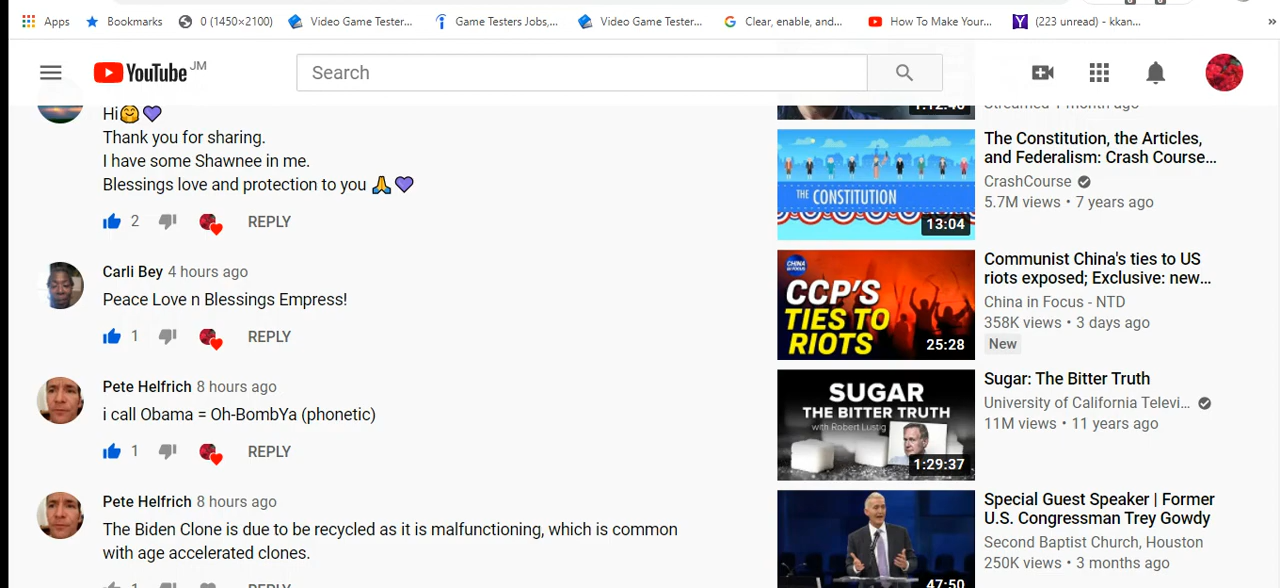 Apps
Bookmarks
0 (1450×2100)
Video Game Tester...
Game Testers Jobs,...
Video Game Tester...
Clear, enable, and...
How To Make Your...
(223 unread) - kkan...
»
YouTube JM
Search
Hi🤗💜
Thank you for sharing.
I have some Shawnee in me.
Blessings love and protection to you 🙏💜
2
REPLY
Carli Bey 4 hours ago
Peace Love n Blessings Empress!
1
REPLY
Pete Helfrich 8 hours ago
i call Obama = Oh-BombYa (phonetic)
1
REPLY
Pete Helfrich 8 hours ago
The Biden Clone is due to be recycled as it is malfunctioning, which is common
with age accelerated clones.
1
REPLY
1:12:46
Streamed 1 month ago
THE CONSTITUTION
13:04
The Constitution, the Articles,
and Federalism: Crash Course...
CrashCourse
5.7M views • 7 years ago
CHINA
IN FOCUS
CCP'S
TIES TO
RIOTS
25:28
Communist China's ties to US
riots exposed; Exclusive: new...
China in Focus - NTD
358K views • 3 days ago
New
SUGAR
THE BITTER TRUTH
with Robert Lustig
1:29:37
Sugar: The Bitter Truth
University of California Televi...
11M views • 11 years ago
47:50
Special Guest Speaker | Former
U.S. Congressman Trey Gowdy
Second Baptist Church, Houston
250K views • 3 months ago